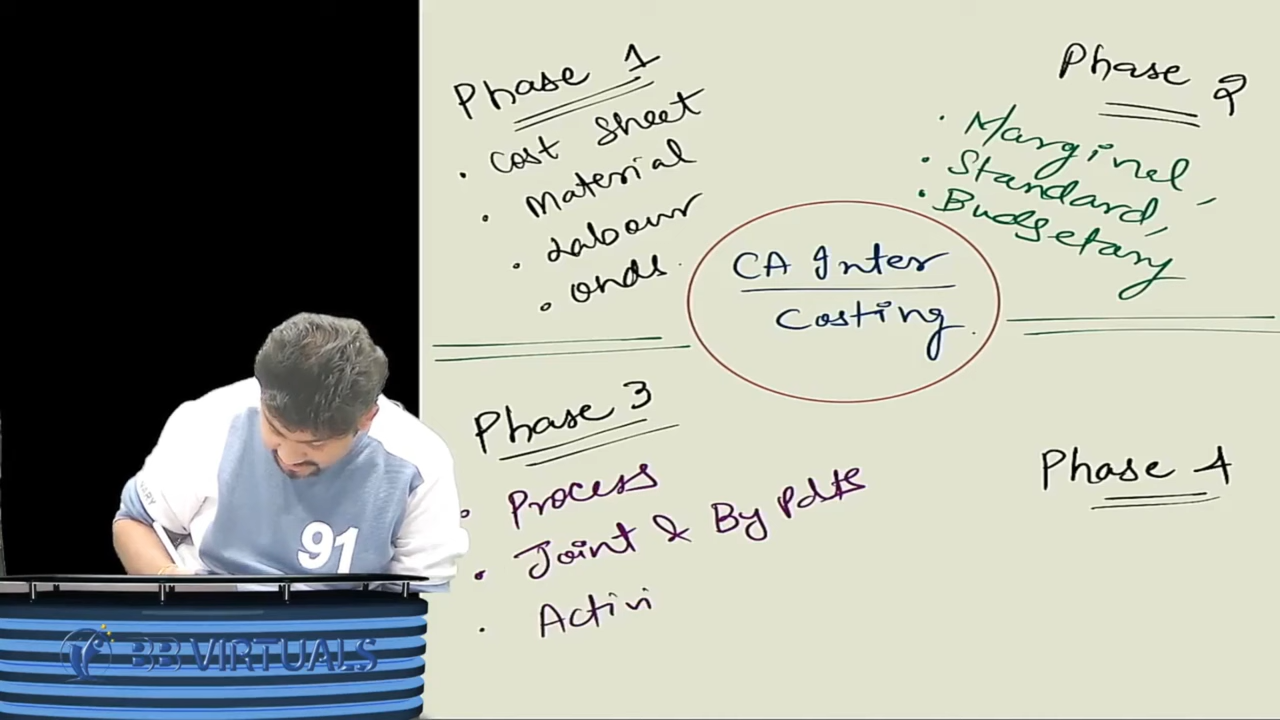 Phase 1
• Cost Sheet
• Material
• Labour
• OHDs.
Phase 2
• Marginal,
• Standard,
• Budgetary
CA Inter
Costing.
Phase 3
• Process
• Joint & By Pdts
• Activi
Phase 4
91
NARY
BB VIRTUALS